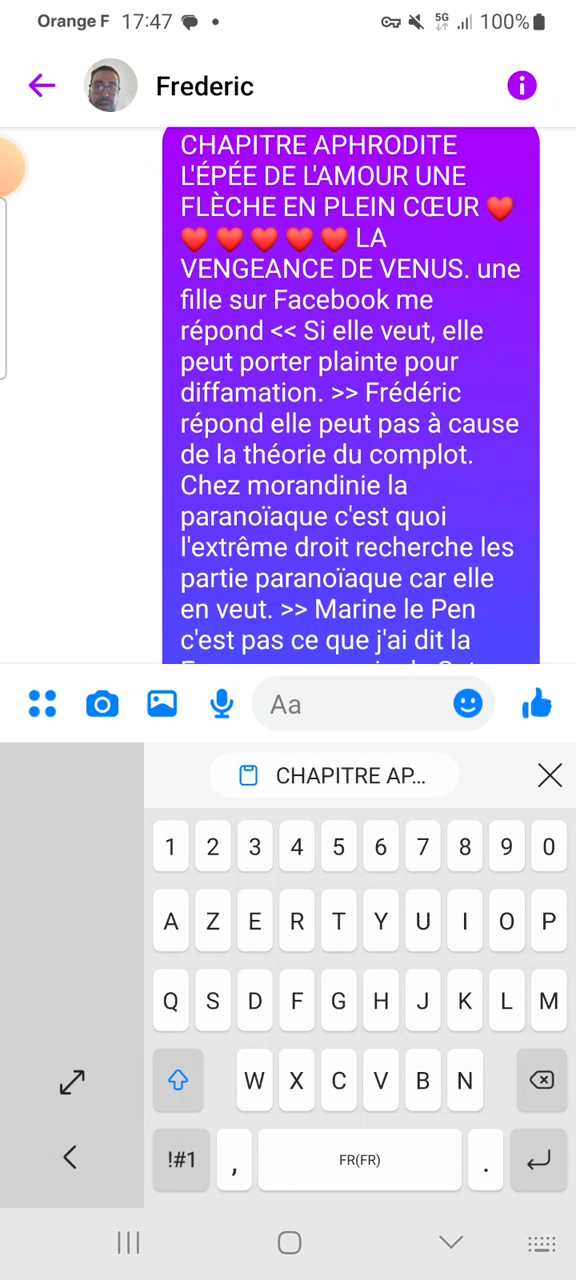 Orange F 17:47 5G 100%
Frederic
CHAPITRE APHRODITE
L'ÉPÉE DE L'AMOUR UNE
FLÈCHE EN PLEIN CŒUR ❤️
❤️ ❤️ ❤️ ❤️ ❤️ LA
VENGEANCE DE VENUS. une
fille sur Facebook me
répond << Si elle veut, elle
peut porter plainte pour
diffamation. >> Frédéric
répond elle peut pas à cause
de la théorie du complot.
Chez morandinie la
paranoïaque c'est quoi
l'extrême droit recherche les
partie paranoïaque car elle
en veut. >> Marine le Pen
c'est pas ce que j'ai dit la
Aa
CHAPITRE AP...
1 2 3 4 5 6 7 8 9 0
A Z E R T Y U I O P
Q S D F G H J K L M
W X C V B N
!#1 , FR(FR) .